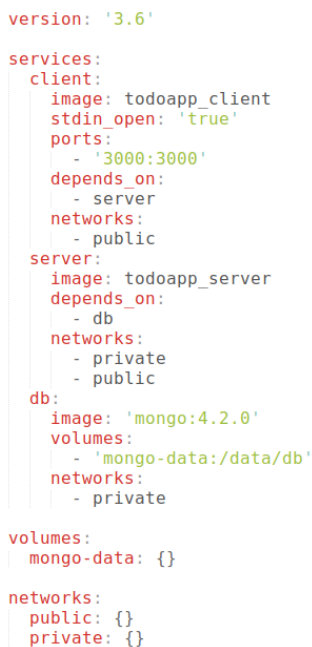 version: '3.6'

services:
  client:
    image: todoapp_client
    stdin_open: 'true'
    ports:
      - '3000:3000'
    depends_on:
      - server
    networks:
      - public
  server:
    image: todoapp_server
    depends_on:
      - db
    networks:
      - private
      - public
  db:
    image: 'mongo:4.2.0'
    volumes:
      - 'mongo-data:/data/db'
    networks:
      - private

volumes:
  mongo-data: {}

networks:
  public: {}
  private: {}